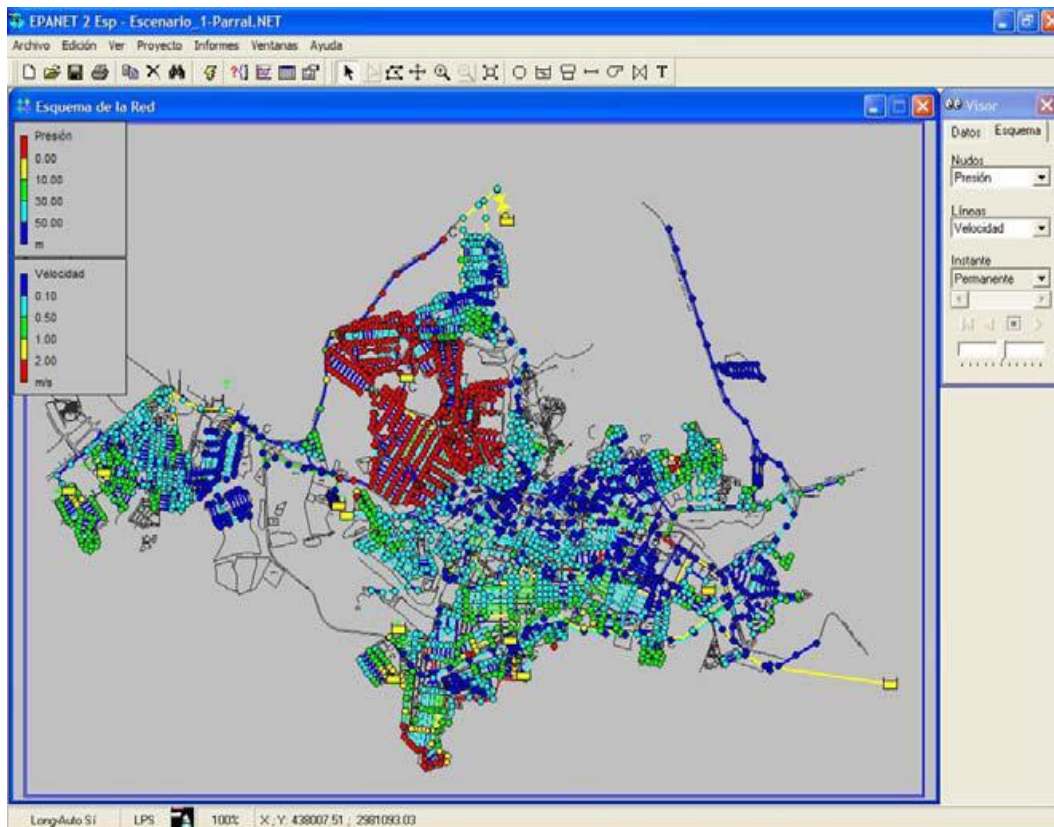 EPANET 2 Esp - Escenario_1-Parral.NET
Archivo Edición Ver Proyecto Informes Ventanas Ayuda
T
Esquema de la Red
Visor
Presión
0.00
10.00
30.00
50.00
m
Velocidad
0.10
0.50
1.00
2.00
m/s
Datos Esquema
Nudos
Presión
Líneas
Velocidad
Instante
Permanente
Long-Auto Sí LPS 100% X ; Y: 438007.51 ; 2981093.03